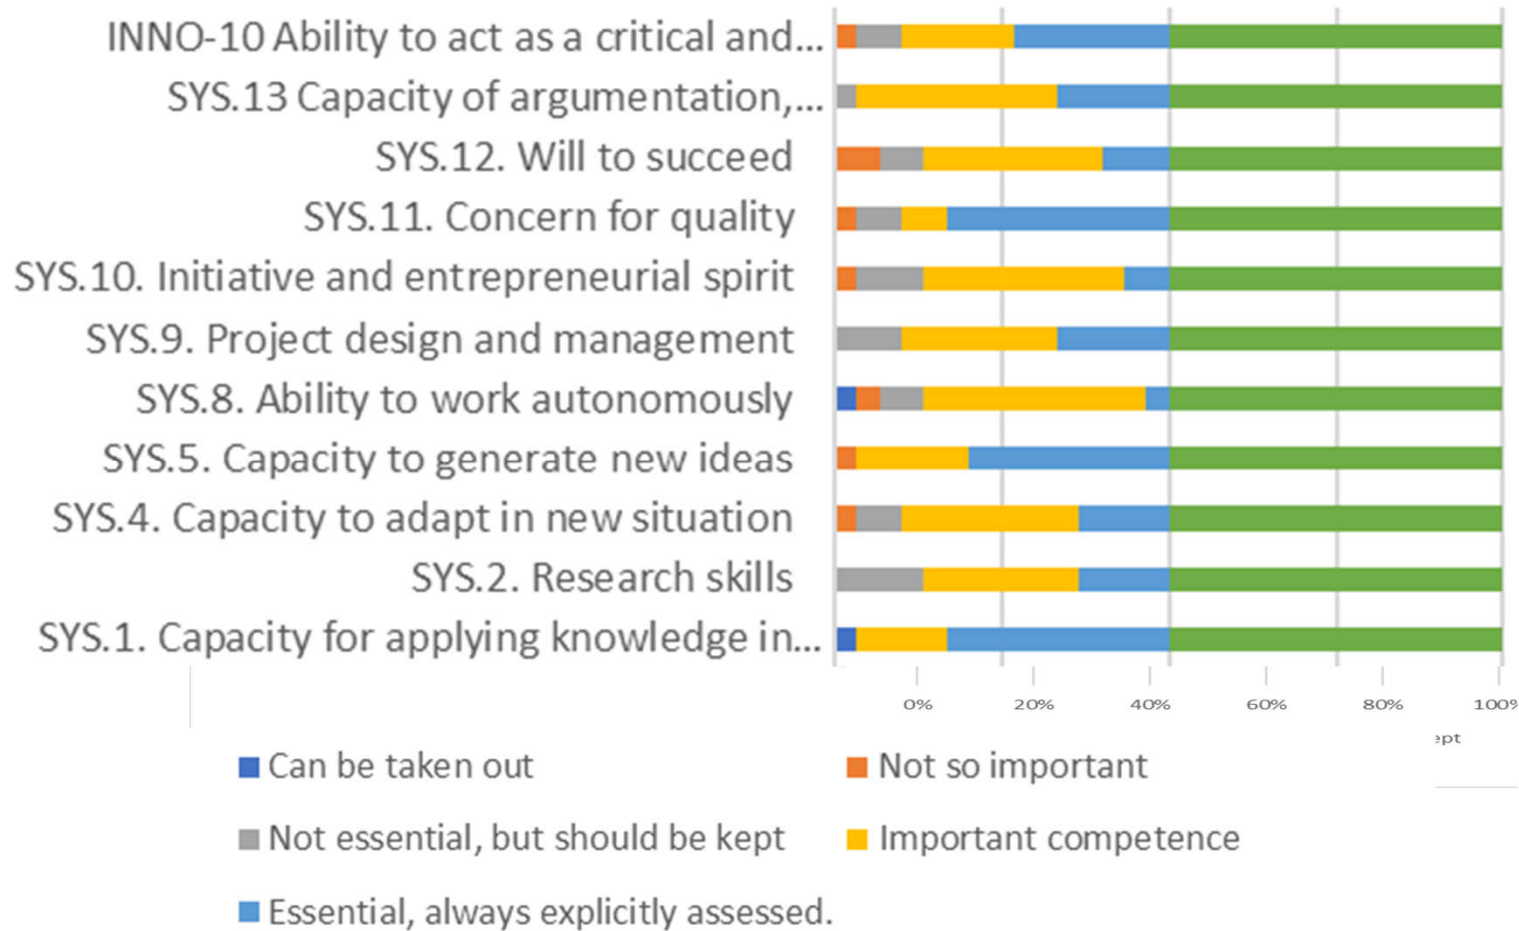 INNO-10 Ability to act as a critical and...
SYS.13 Capacity of argumentation,...
SYS.12. Will to succeed
SYS.11. Concern for quality
SYS.10. Initiative and entrepreneurial spirit
SYS.9. Project design and management
SYS.8. Ability to work autonomously
SYS.5. Capacity to generate new ideas
SYS.4. Capacity to adapt in new situation
SYS.2. Research skills
SYS.1. Capacity for applying knowledge in...
0% 20% 40% 60% 80% 100%
ept
Can be taken out Not so important
Not essential, but should be kept Important competence
Essential, always explicitly assessed.